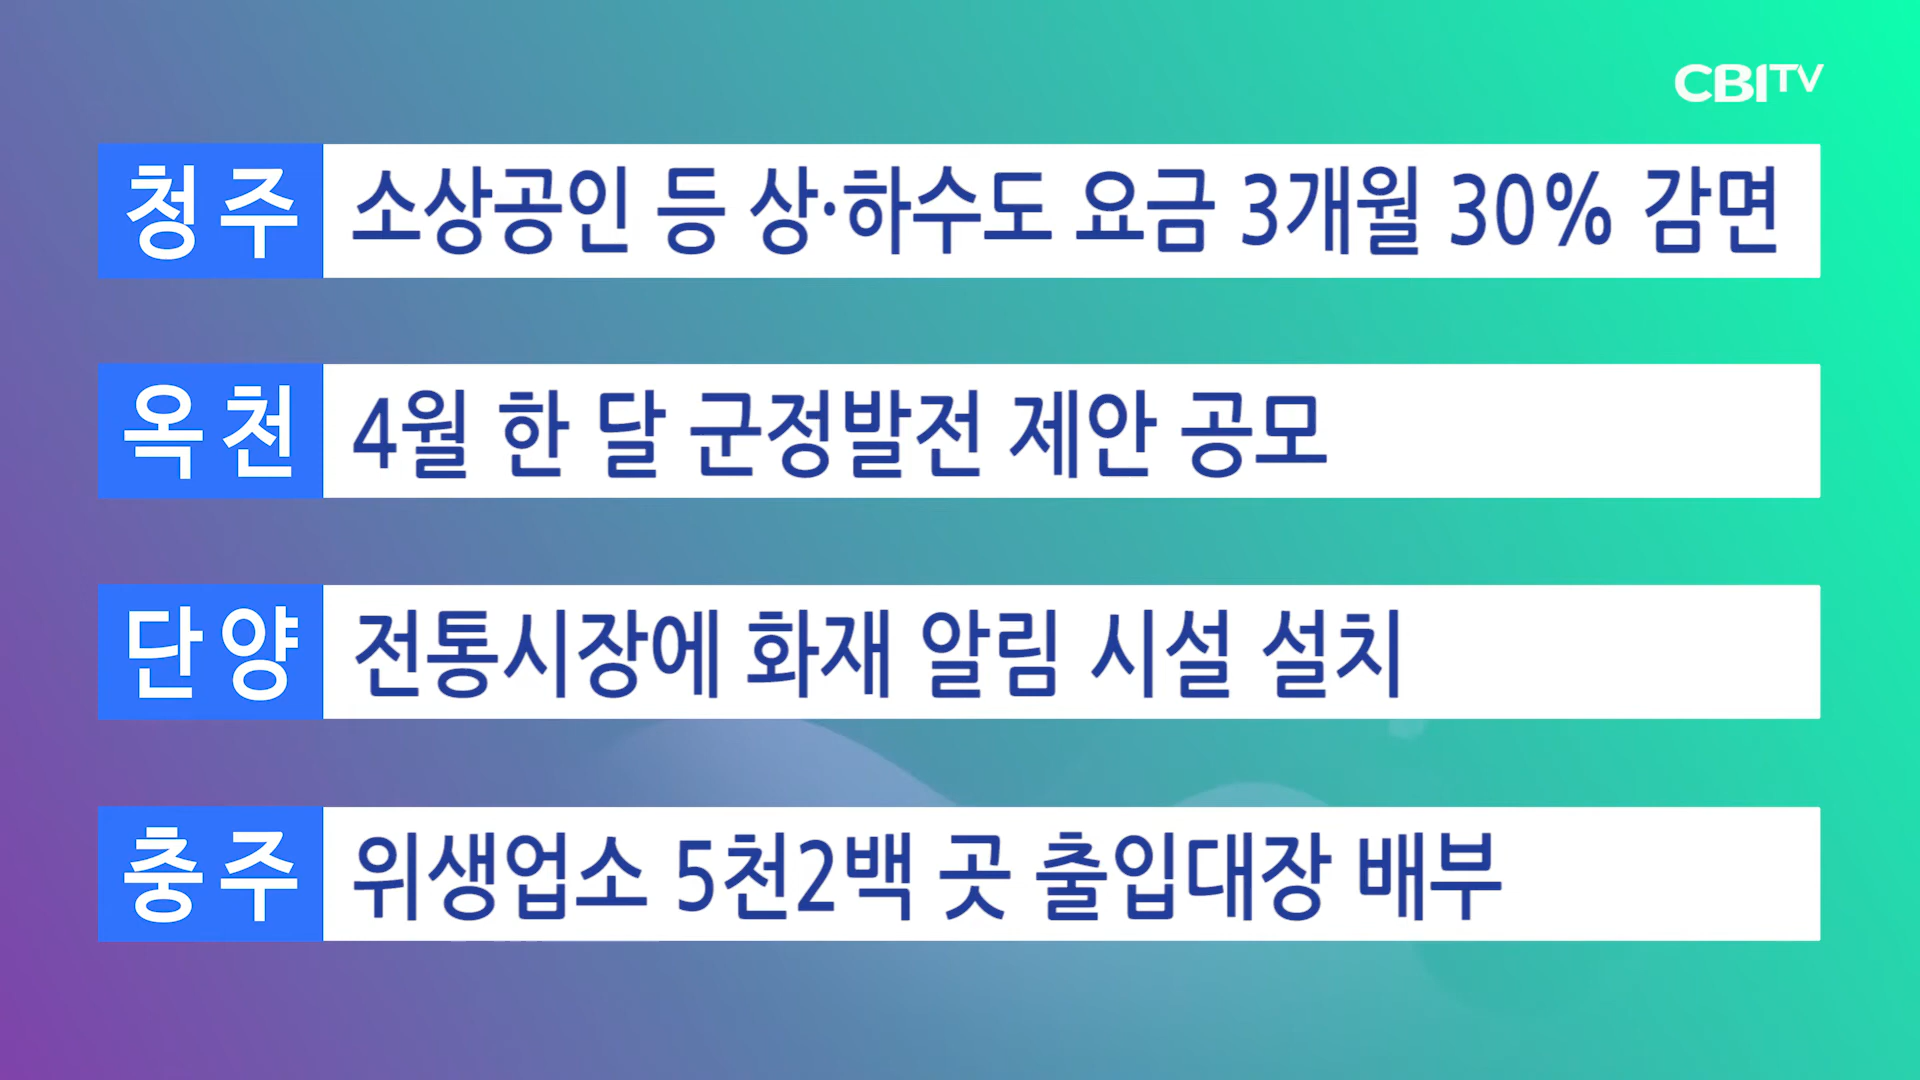 CBITV
청주 소상공인 등 상·하수도 요금 3개월 30% 감면
옥천 4월 한 달 군정발전 제안 공모
단양 전통시장에 화재 알림 시설 설치
충주 위생업소 5천2백 곳 출입대장 배부